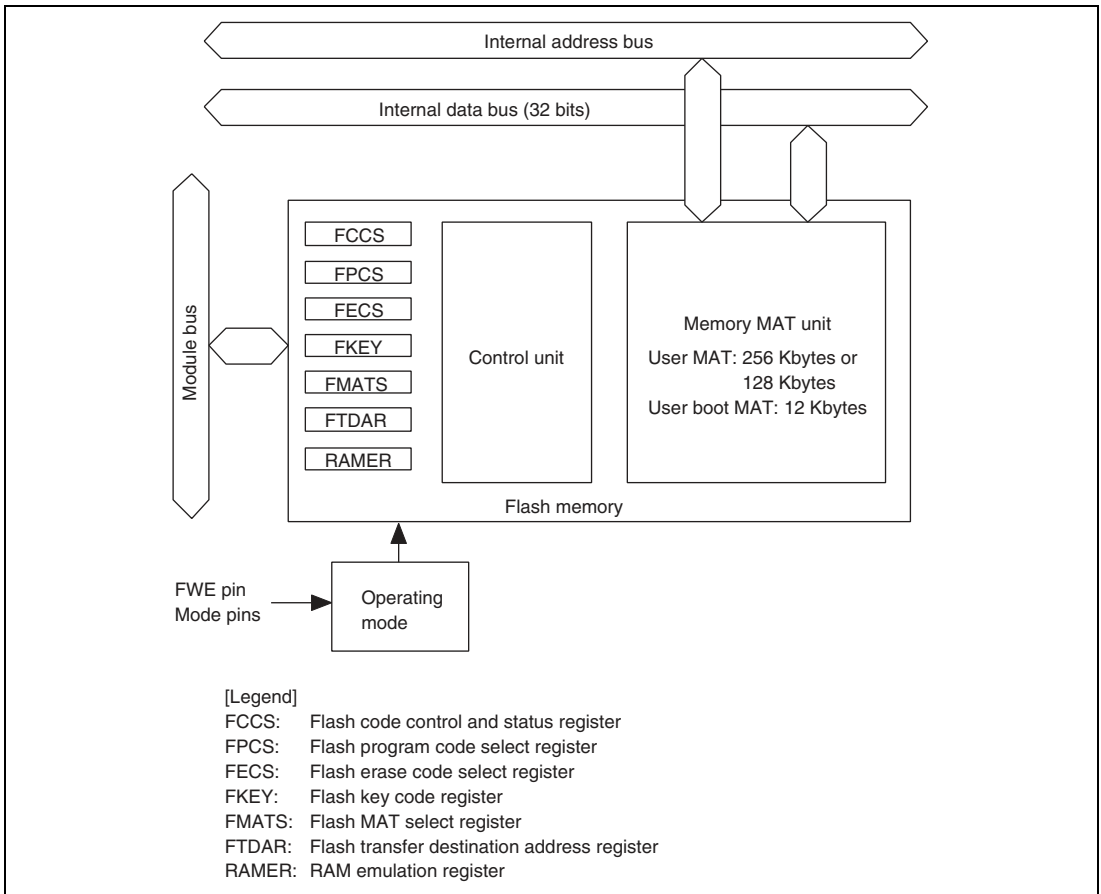 Internal address bus
Internal data bus (32 bits)
Module bus
FCCS
FPCS
FECS
FKEY
FMATS
FTDAR
RAMER
Control unit
Memory MAT unit
User MAT: 256 Kbytes or
128 Kbytes
User boot MAT: 12 Kbytes
Flash memory
FWE pin
Mode pins
Operating
mode
[Legend]
FCCS: Flash code control and status register
FPCS: Flash program code select register
FECS: Flash erase code select register
FKEY: Flash key code register
FMATS: Flash MAT select register
FTDAR: Flash transfer destination address register
RAMER: RAM emulation register